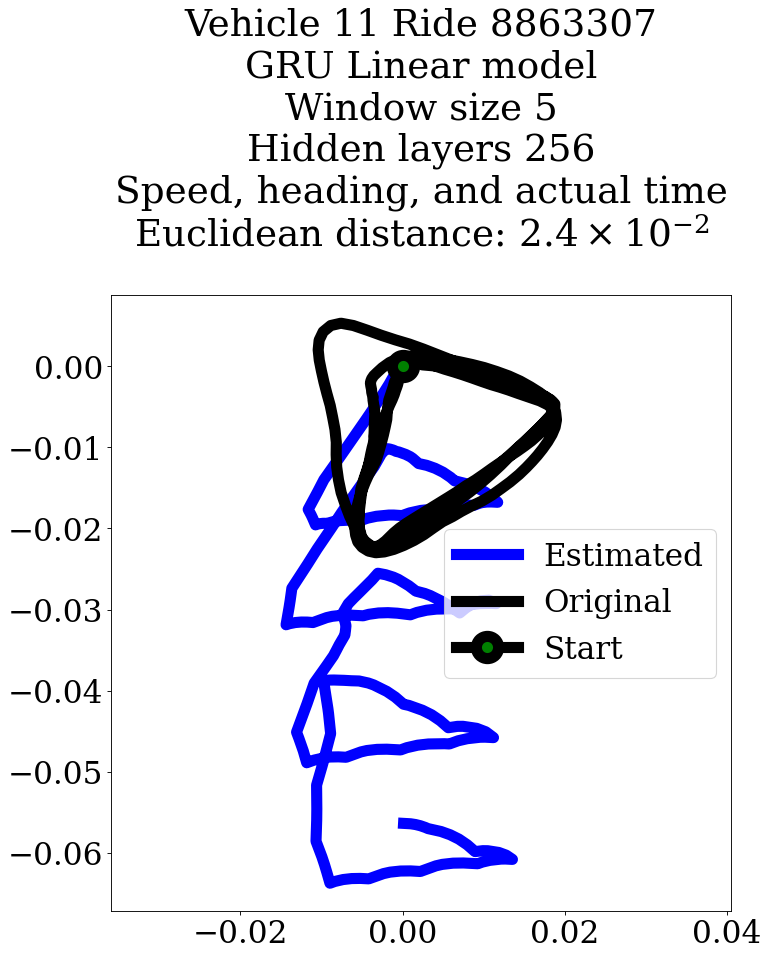 Vehicle 11 Ride 8863307
GRU Linear model
Window size 5
Hidden layers 256
Speed, heading, and actual time
Euclidean distance: 2.4 × 10⁻²
0.00
−0.01
−0.02
−0.03
−0.04
−0.05
−0.06
Estimated
Original
Start
−0.02 0.00 0.02 0.04